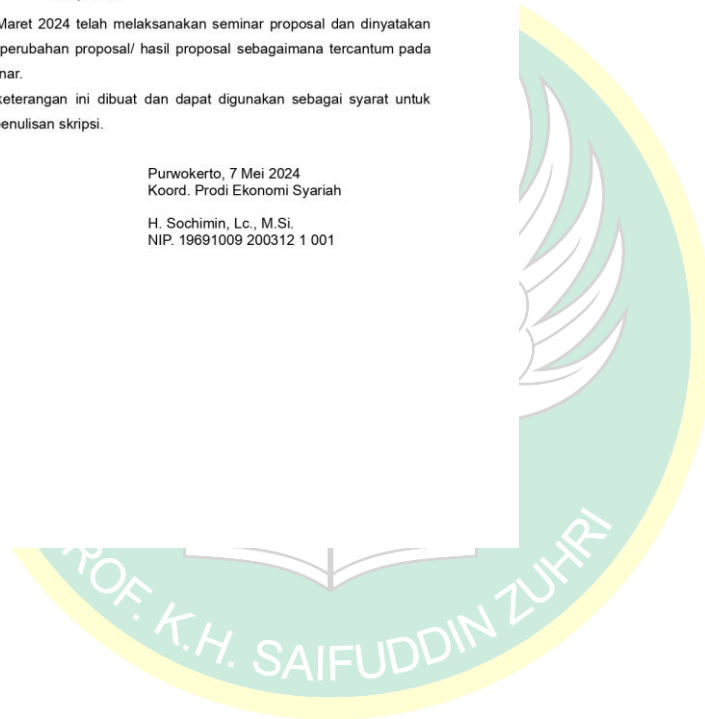 Maret 2024 telah melaksanakan seminar proposal dan dinyatakan
perubahan proposal/ hasil proposal sebagaimana tercantum pada
nar.
keterangan ini dibuat dan dapat digunakan sebagai syarat untuk
penulisan skripsi.
Purwokerto, 7 Mei 2024
Koord. Prodi Ekonomi Syariah
H. Sochimin, Lc., M.Si.
NIP. 19691009 200312 1 001
ROF. K.H. SAIFUDDIN ZUHRI